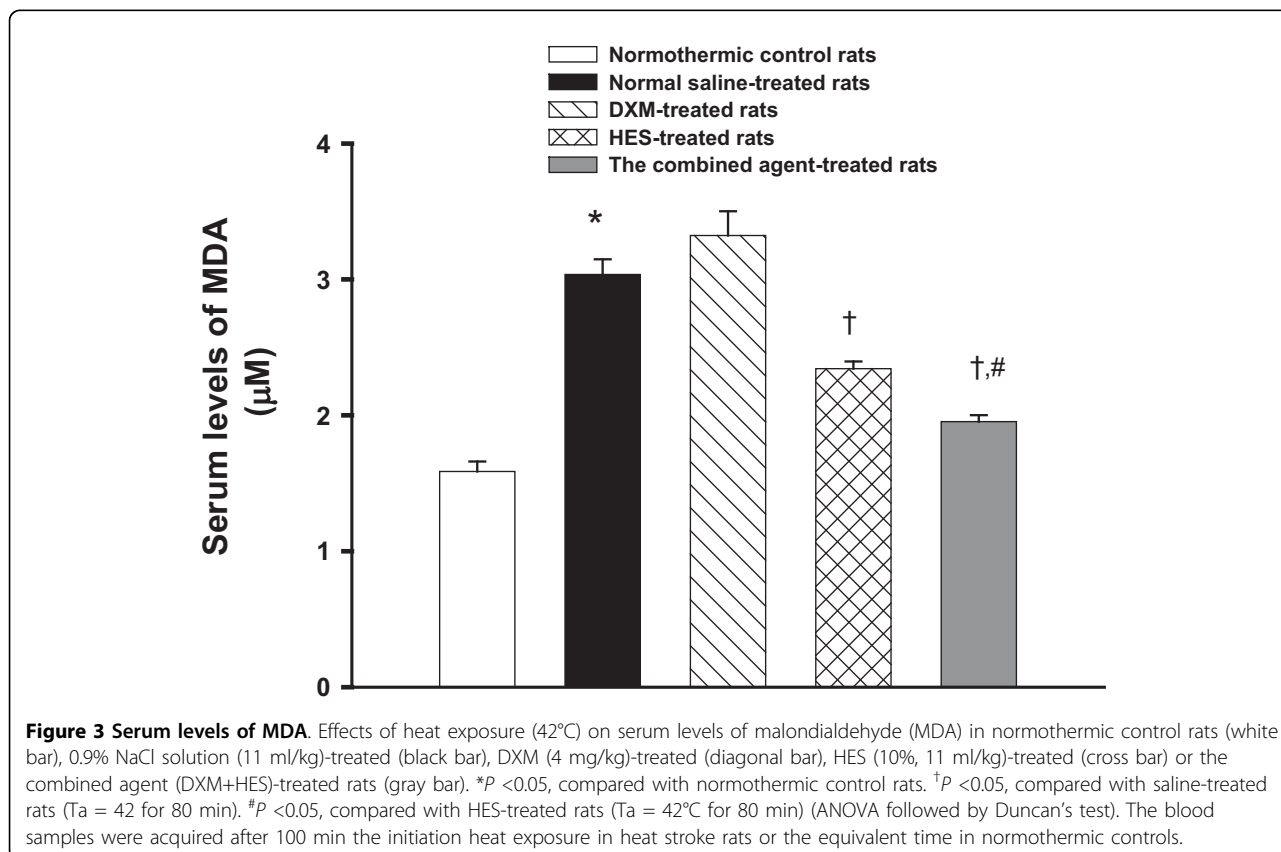 Normothermic control rats
Normal saline-treated rats
DXM-treated rats
HES-treated rats
The combined agent-treated rats
Serum levels of MDA
(μM)
4
3
2
1
0
*
†
†,#
Figure 3 Serum levels of MDA. Effects of heat exposure (42°C) on serum levels of malondialdehyde (MDA) in normothermic control rats (white
bar), 0.9% NaCl solution (11 ml/kg)-treated (black bar), DXM (4 mg/kg)-treated (diagonal bar), HES (10%, 11 ml/kg)-treated (cross bar) or the
combined agent (DXM+HES)-treated rats (gray bar). *P <0.05, compared with normothermic control rats. †P <0.05, compared with saline-treated
rats (Ta = 42 for 80 min). #P <0.05, compared with HES-treated rats (Ta = 42°C for 80 min) (ANOVA followed by Duncan's test). The blood
samples were acquired after 100 min the initiation heat exposure in heat stroke rats or the equivalent time in normothermic controls.